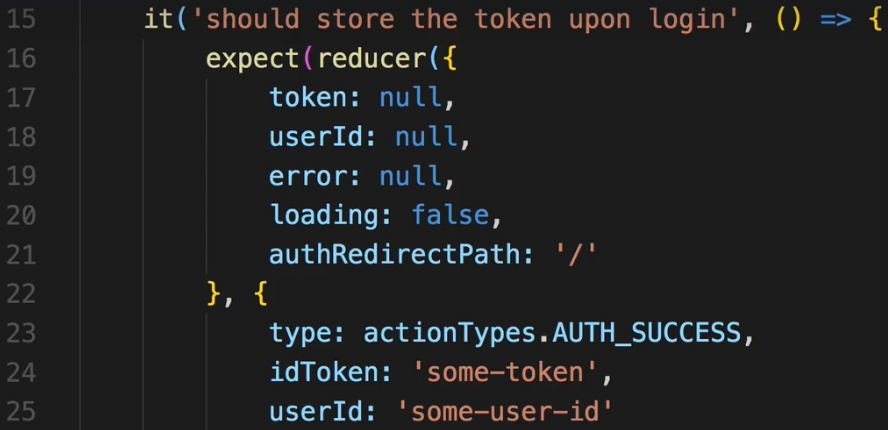 15 it('should store the token upon login', () => {
16 expect(reducer({
17 token: null,
18 userId: null,
19 error: null,
20 loading: false,
21 authRedirectPath: '/'
22 }, {
23 type: actionTypes.AUTH_SUCCESS,
24 idToken: 'some-token',
25 userId: 'some-user-id'